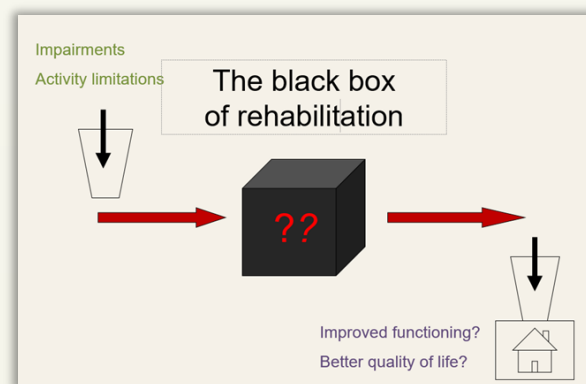 Impairments
Activity limitations
The black box
of rehabilitation
??
Improved functioning?
Better quality of life?